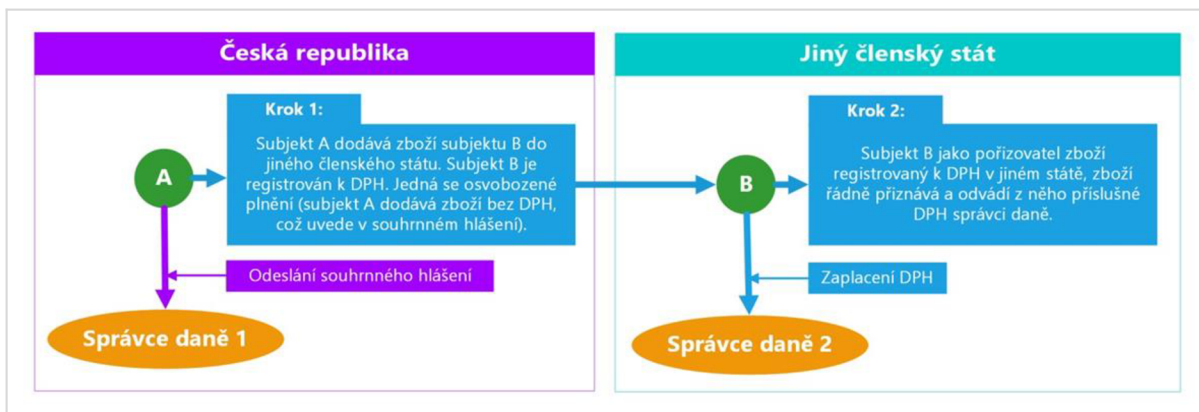 Česká republika
Jiný členský stát
Krok 1:
Subjekt A dodává zboží subjektu B do
jiného členského státu. Subjekt B je
registrován k DPH. Jedná se osvobozené
plnění (subjekt A dodává zboží bez DPH,
což uvede v souhrnném hlášení).
A
Odeslání souhrnného hlášení
Správce daně 1
Krok 2:
Subjekt B jako pořizovatel zboží
registrovaný k DPH v jiném státě, zboží
řádně přiznává a odvádí z něho příslušné
DPH správci daně.
B
Zaplacení DPH
Správce daně 2